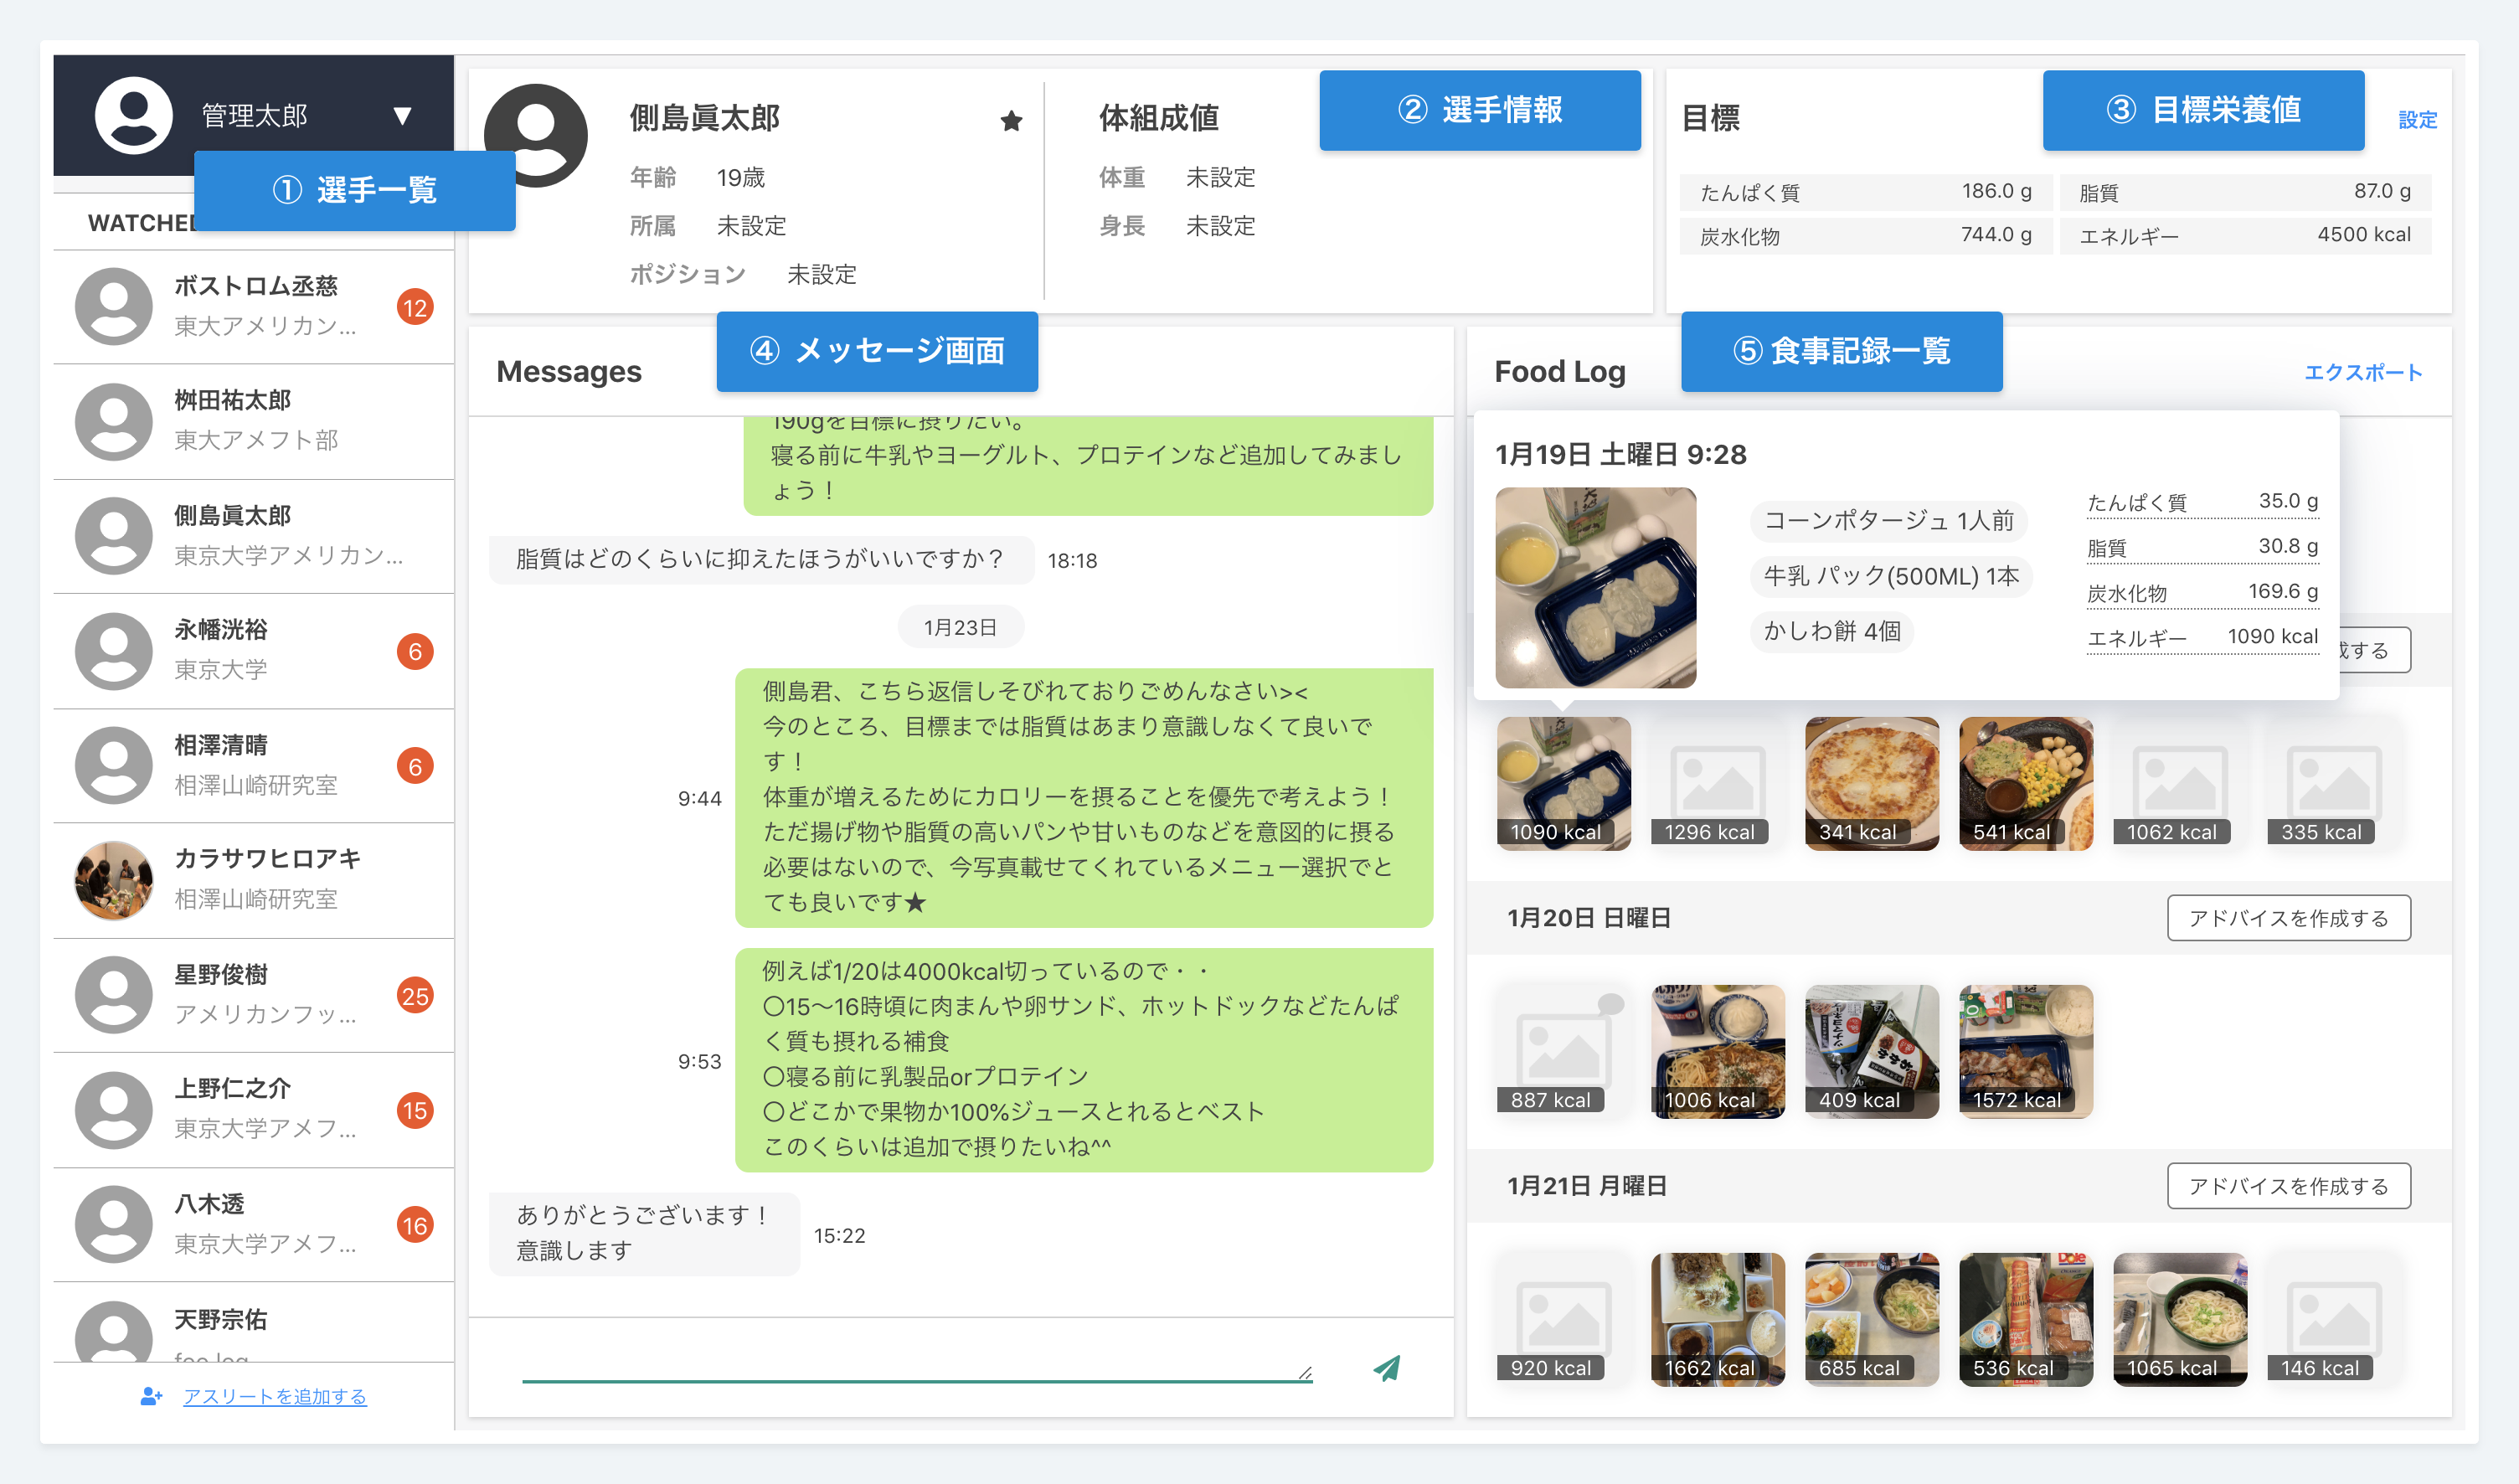 管理太郎 ▼
① 選手一覧
WATCHED
ボストロム丞慈
東大アメリカン...
12
桝田祐太郎
東大アメフト部
側島眞太郎
東京大学アメリカン...
永幡洸裕
東京大学
6
相澤清晴
相澤山崎研究室
6
カラサワヒロアキ
相澤山崎研究室
星野俊樹
アメリカンフッ...
25
上野仁之介
東京大学アメフ...
15
八木透
東京大学アメフ...
16
天野宗佑
foo.log
アスリートを追加する
側島眞太郎 ★
年齢 19歳
所属 未設定
ポジション 未設定
体組成値
体重 未設定
身長 未設定
② 選手情報
目標
③ 目標栄養値
設定
たんぱく質 186.0 g
脂質 87.0 g
炭水化物 744.0 g
エネルギー 4500 kcal
Messages
④ メッセージ画面
190gを目標に摂りたい。
寝る前に牛乳やヨーグルト、プロテインなど追加してみまし
ょう！
脂質はどのくらいに抑えたほうがいいですか？ 18:18
1月23日
側島君、こちら返信しそびれておりごめんなさい><
今のところ、目標までは脂質はあまり意識しなくて良いで
す！
体重が増えるためにカロリーを摂ることを優先で考えよう！
ただ揚げ物や脂質の高いパンや甘いものなどを意図的に摂る
必要はないので、今写真載せてくれているメニュー選択でと
ても良いです★
9:44
例えば1/20は4000kcal切っているので・・
〇15〜16時頃に肉まんや卵サンド、ホットドックなどたんぱ
く質も摂れる補食
〇寝る前に乳製品orプロテイン
〇どこかで果物か100%ジュースとれるとベスト
このくらいは追加で摂りたいね^^
9:53
ありがとうございます！
意識します
15:22
Food Log
⑤ 食事記録一覧
エクスポート
1月19日 土曜日 9:28
コーンポタージュ 1人前
牛乳 パック(500ML) 1本
かしわ餅 4個
たんぱく質 35.0 g
脂質 30.8 g
炭水化物 169.6 g
エネルギー 1090 kcal
成する
1090 kcal
1296 kcal
341 kcal
541 kcal
1062 kcal
335 kcal
1月20日 日曜日
アドバイスを作成する
887 kcal
1006 kcal
409 kcal
1572 kcal
1月21日 月曜日
アドバイスを作成する
Dole
920 kcal
1662 kcal
685 kcal
536 kcal
1065 kcal
146 kcal